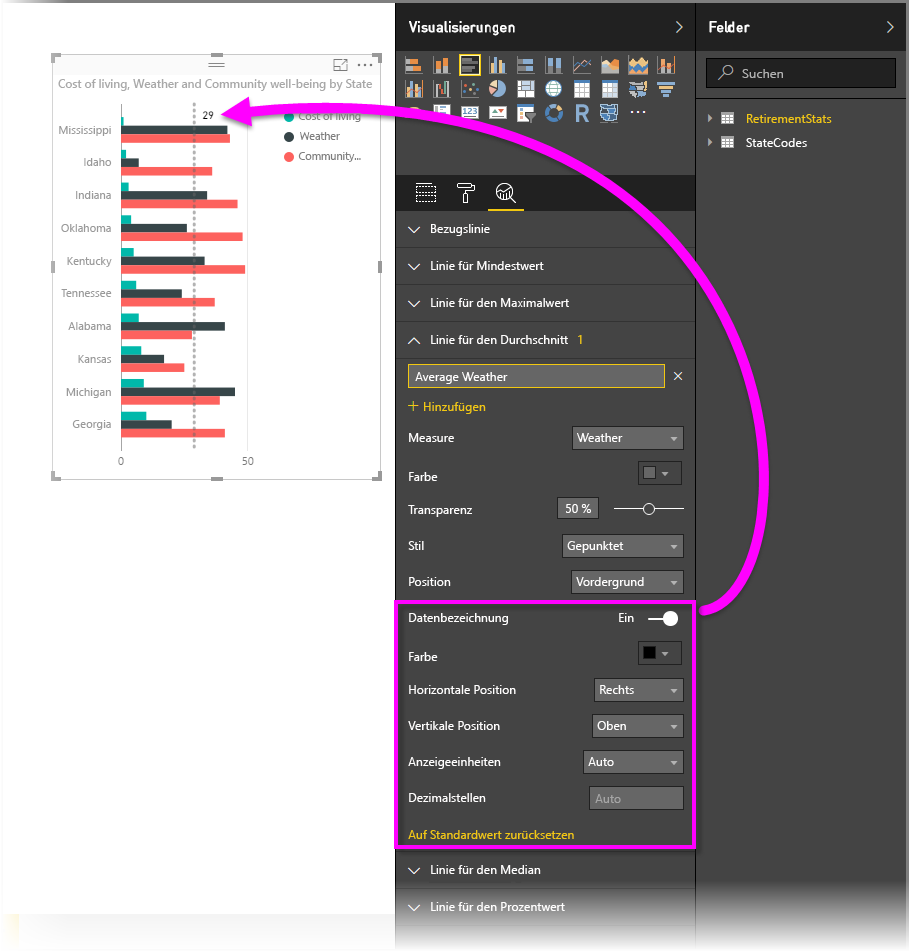 Cost of living, Weather and Community well-being by State
29
Cost of living
Weather
Community...
Mississippi
Idaho
Indiana
Oklahoma
Kentucky
Tennessee
Alabama
Kansas
Michigan
Georgia
0 50
Visualisierungen
123
R
Bezugslinie
Linie für Mindestwert
Linie für den Maximalwert
Linie für den Durchschnitt 1
Average Weather
Hinzufügen
Measure Weather
Farbe
Transparenz 50 %
Stil Gepunktet
Position Vordergrund
Datenbezeichnung Ein
Farbe
Horizontale Position Rechts
Vertikale Position Oben
Anzeigeeinheiten Auto
Dezimalstellen Auto
Auf Standardwert zurücksetzen
Linie für den Median
Linie für den Prozentwert
Felder
Suchen
RetirementStats
StateCodes